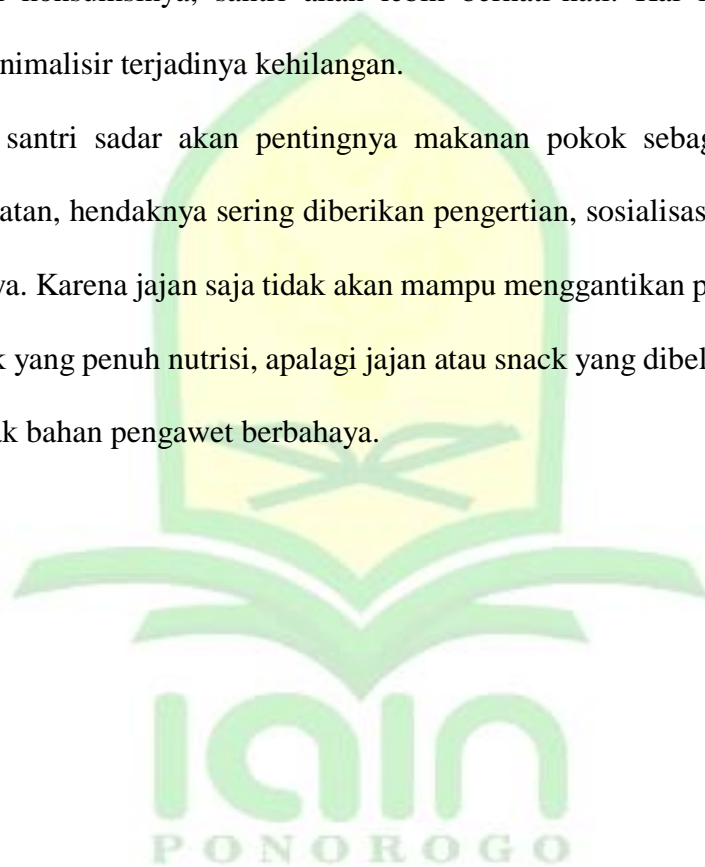 konsumsinya, santri akan lebih berhati-hati. Hal
nimalisir terjadinya kehilangan.
santri sadar akan pentingnya makanan pokok sebag
atan, hendaknya sering diberikan pengertian, sosialisas
ya. Karena jajan saja tidak akan mampu menggantikan p
k yang penuh nutrisi, apalagi jajan atau snack yang dibel
ak bahan pengawet berbahaya.
iain
PONOROGO